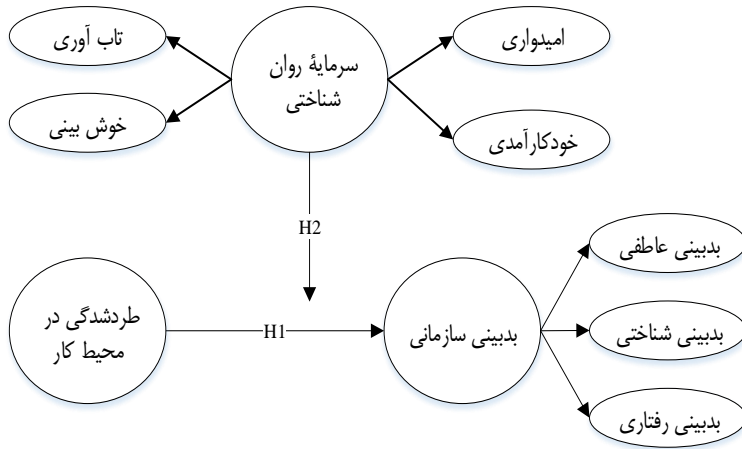 امیدواری
سرمایۀ روان
شناختی
تاب آوری
خودکارآمدی
خوش بینی
H2
بدبینی عاطفی
طردشدگی در
محیط کار
H1
بدبینی سازمانی
بدبینی شناختی
بدبینی رفتاری